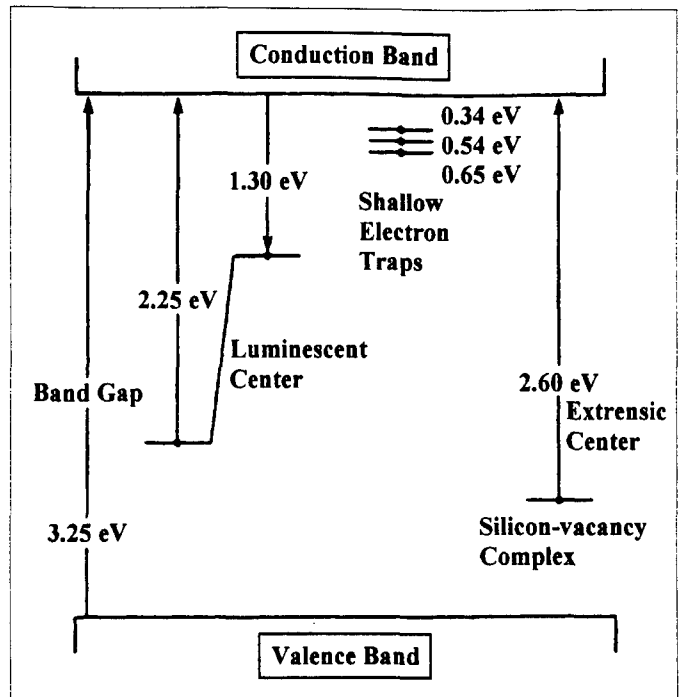 Conduction Band
0.34 eV
0.54 eV
0.65 eV
1.30 eV
Shallow
Electron
Traps
2.25 eV
Luminescent
Center
2.60 eV
Band Gap
Extrensic
Center
3.25 eV
Silicon-vacancy
Complex
Valence Band